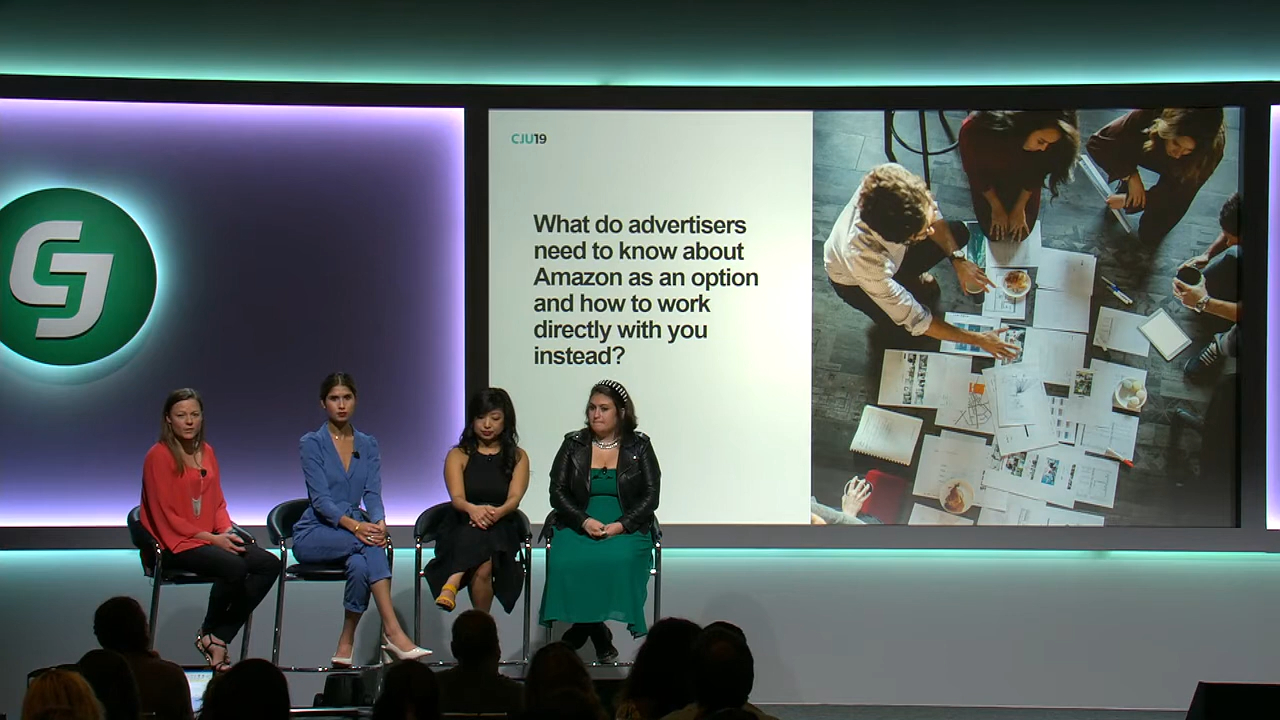 CJ
CJU19
What do advertisers
need to know about
Amazon as an option
and how to work
directly with you
instead?